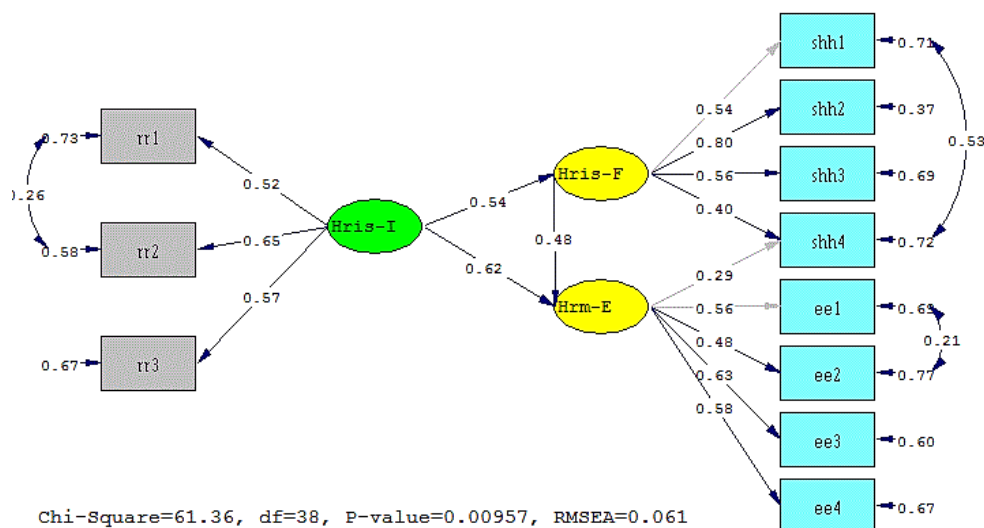 shh1
0.71
0.54
shh2
0.37
0.80
0.53
0.73
rr1
shh3
0.69
Hris-F
0.56
0.52
0.54
0.40
0.26
Hris-I
shh4
0.72
0.58
rr2
0.65
0.48
0.62
0.29
0.57
Hrm-E
0.56
ee1
0.69
0.48
0.21
0.67
rr3
0.63
ee2
0.77
0.58
ee3
0.60
ee4
0.67
Chi-Square=61.36, df=38, P-value=0.00957, RMSEA=0.061